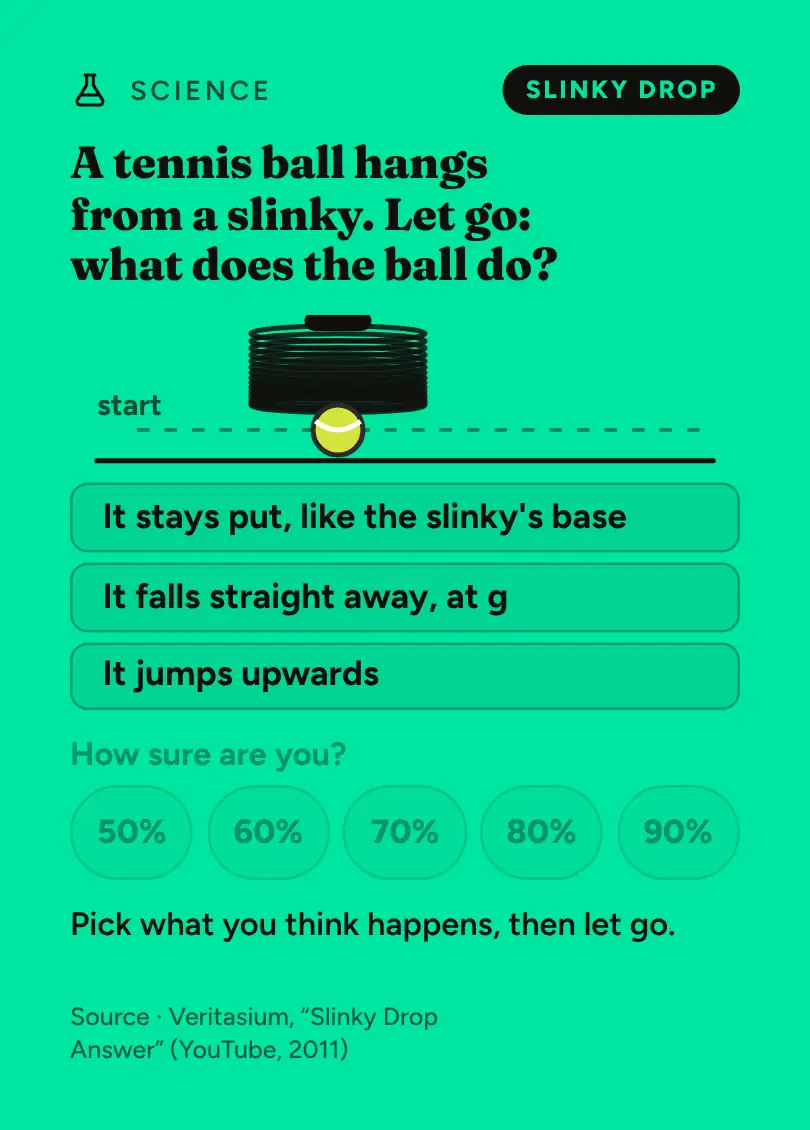 SCIENCE
SLINKY DROP
A tennis ball hangs
from a slinky. Let go:
what does the ball do?
start
It stays put, like the slinky's base
It falls straight away, at g
It jumps upwards
How sure are you?
50% 60% 70% 80% 90%
Pick what you think happens, then let go.
Source · Veritasium, “Slinky Drop
Answer” (YouTube, 2011)